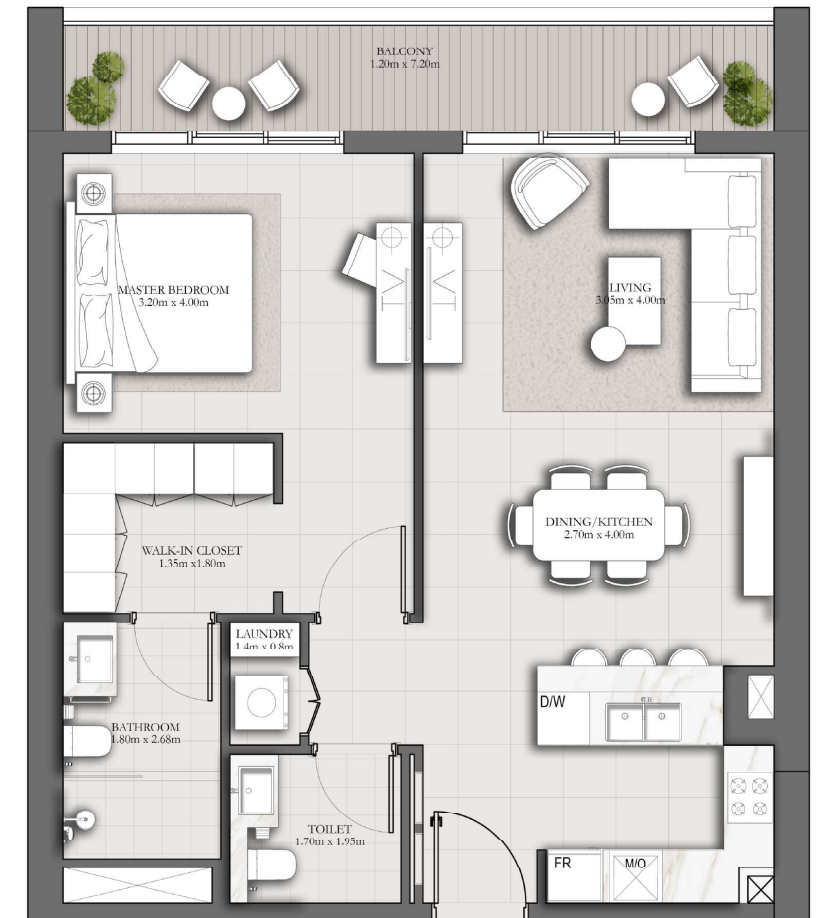 BALCONY
1.20m x 7.20m
MASTER BEDROOM
3.20m x 4.00m
TV
TV
LIVING
3.05m x 4.00m
DINING/KITCHEN
2.70m x 4.00m
WALK-IN CLOSET
1.35m x1.80m
LAUNDRY
1.4m x 0.8m
D/W
BATHROOM
1.80m x 2.68m
TOILET
1.70m x 1.95m
FR
M/O